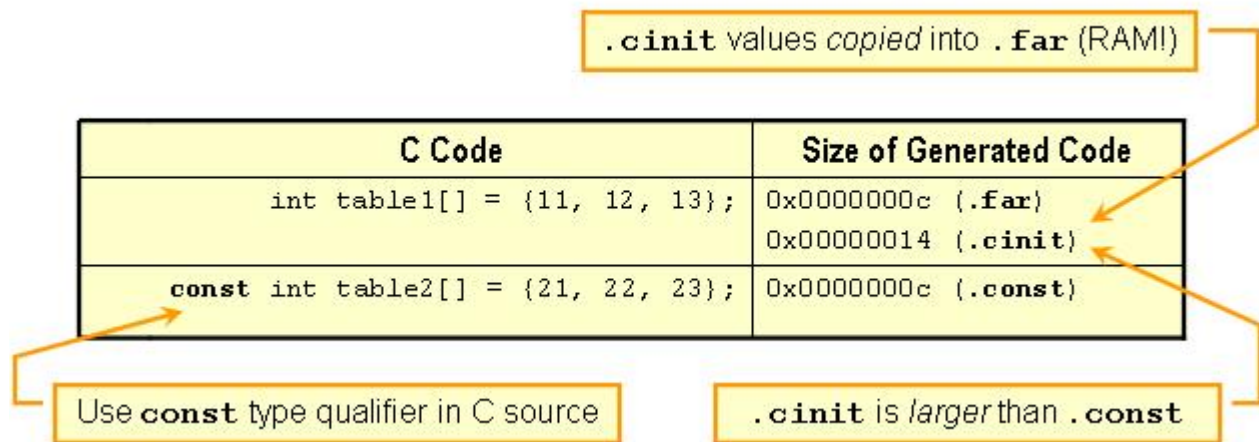 .cinit values copied into .far (RAM!)
C Code
Size of Generated Code
int table1[] = {11, 12, 13};
0x0000000c (.far)
0x00000014 (.cinit)
const int table2[] = {21, 22, 23};
0x0000000c (.const)
Use const type qualifier in C source
.cinit is larger than .const